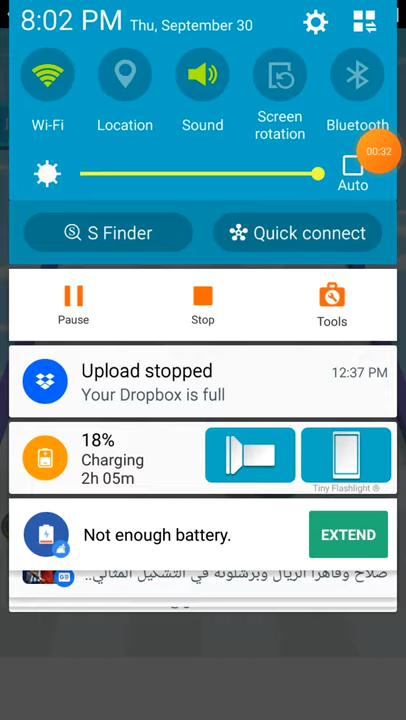 8:02 PM Thu, September 30
Wi-Fi
Location
Sound
Screen
rotation
Bluetooth
00:32
Auto
S Finder
Quick connect
Pause
Stop
Tools
Upload stopped
12:37 PM
Your Dropbox is full
18%
Charging
2h 05m
Tiny Flashlight ®
Not enough battery.
EXTEND
صلاح وقاهرا الريال وبرشلونة في التشكيل المثالي..